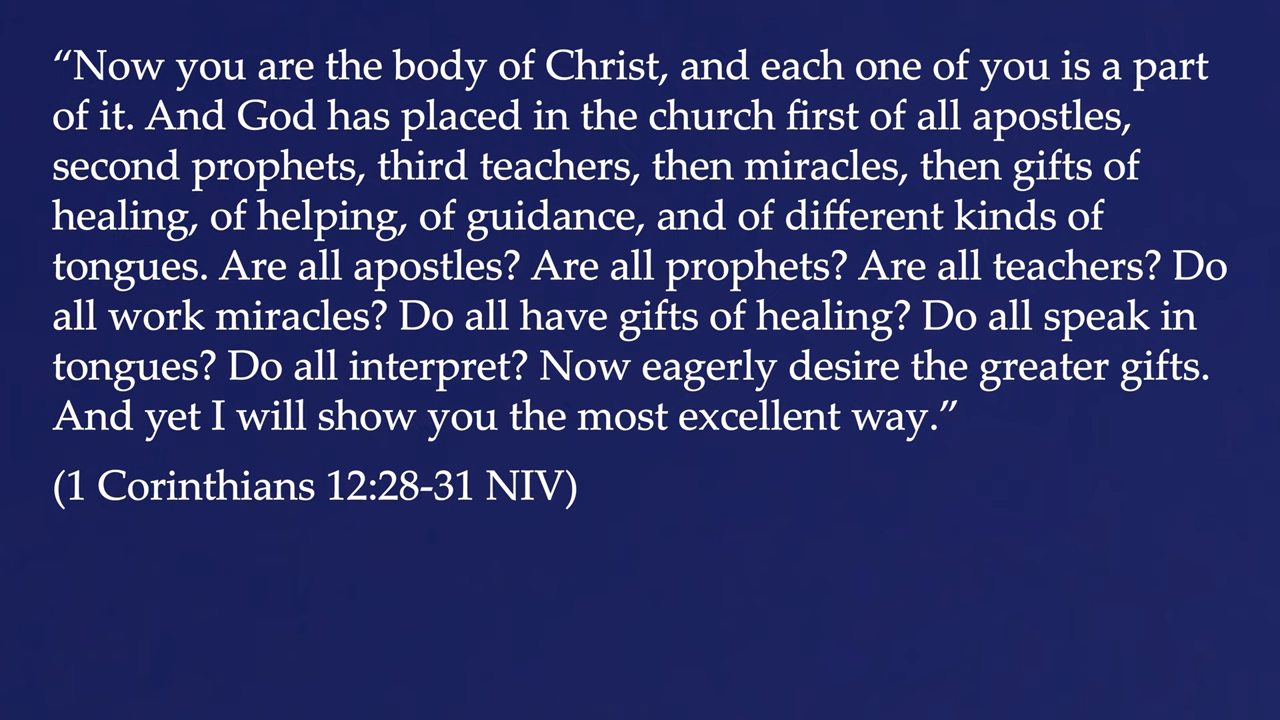 “Now you are the body of Christ, and each one of you is a part
of it. And God has placed in the church first of all apostles,
second prophets, third teachers, then miracles, then gifts of
healing, of helping, of guidance, and of different kinds of
tongues. Are all apostles? Are all prophets? Are all teachers? Do
all work miracles? Do all have gifts of healing? Do all speak in
tongues? Do all interpret? Now eagerly desire the greater gifts.
And yet I will show you the most excellent way.”
(1 Corinthians 12:28-31 NIV)